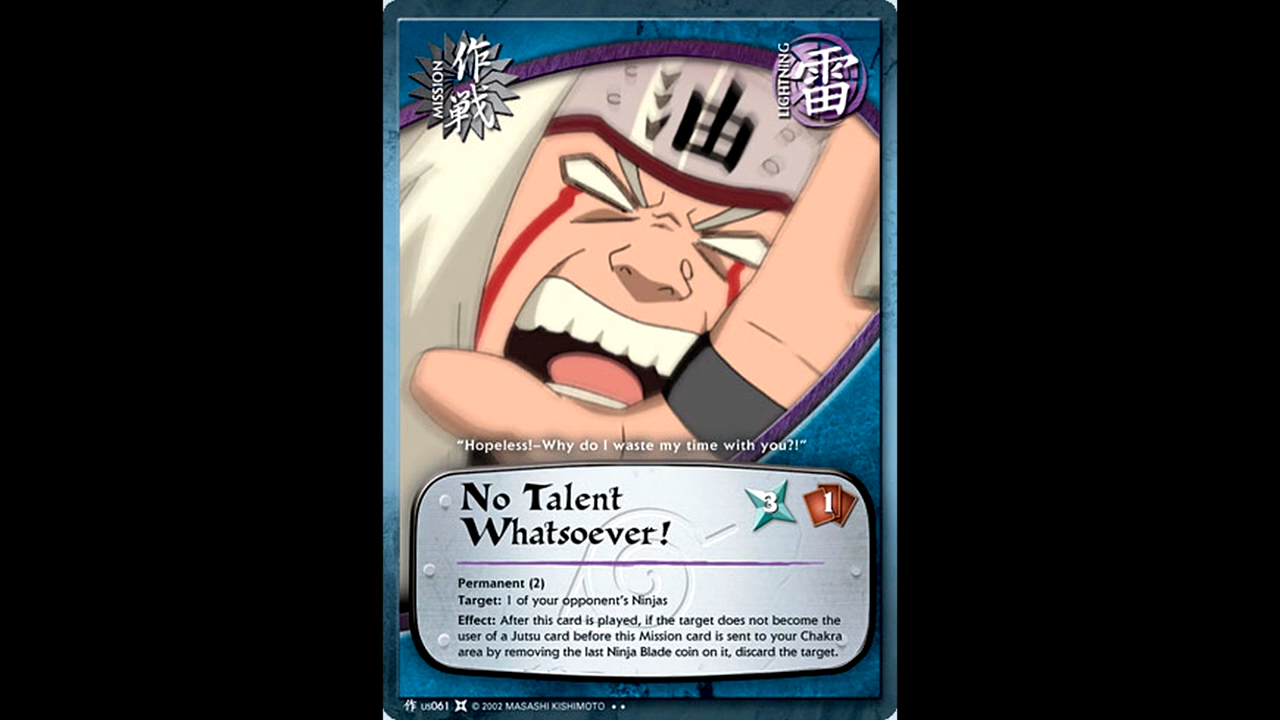 MISSION
作戦
LIGHTNING
雷
油
"Hopeless!–Why do I waste my time with you?!"
No Talent
Whatsoever!
3
1
Permanent (2)
Target: 1 of your opponent's Ninjas
Effect: After this card is played, if the target does not become the
user of a Jutsu card before this Mission card is sent to your Chakra
area by removing the last Ninja Blade coin on it, discard the target.
作 US061 © 2002 MASASHI KISHIMOTO